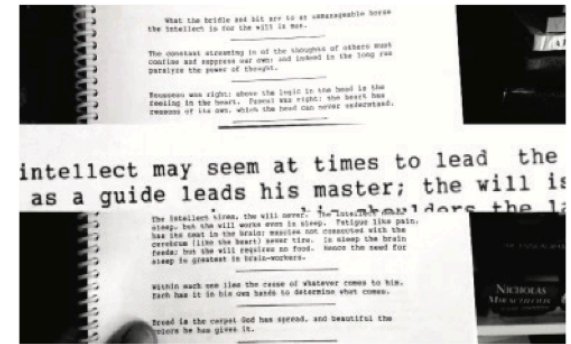 What the bridle and bit are to an unmanageable horse
the intellect is for the will in man.
The constant streaming in of the thoughts of others must
confine and suppress our own; and indeed in the long run
paralyze the power of thought.
Rousseau was right: above the logic in the head is the
feeling in the heart. Pascal was right: the heart has
reasons of its own, which the head can never understand.
intellect may seem at times to lead the
as a guide leads his master; the will is
his shoulders the
The intellect tires, the will never. The intellect
sleep, but the will works even in sleep. Fatigue like pain,
has its seat in the brain; muscles not connected with the
cerebrum (like the heart) never tire. In sleep the brain
feeds; but the will requires no food. Hence the need for
sleep is greatest in brain-workers.
Within each one lies the cause of whatever comes to him.
Each has it in his own hands to determine what comes.
Bread is the carpet God has spread, and beautiful the
colors he has given it.
NICHOLAS